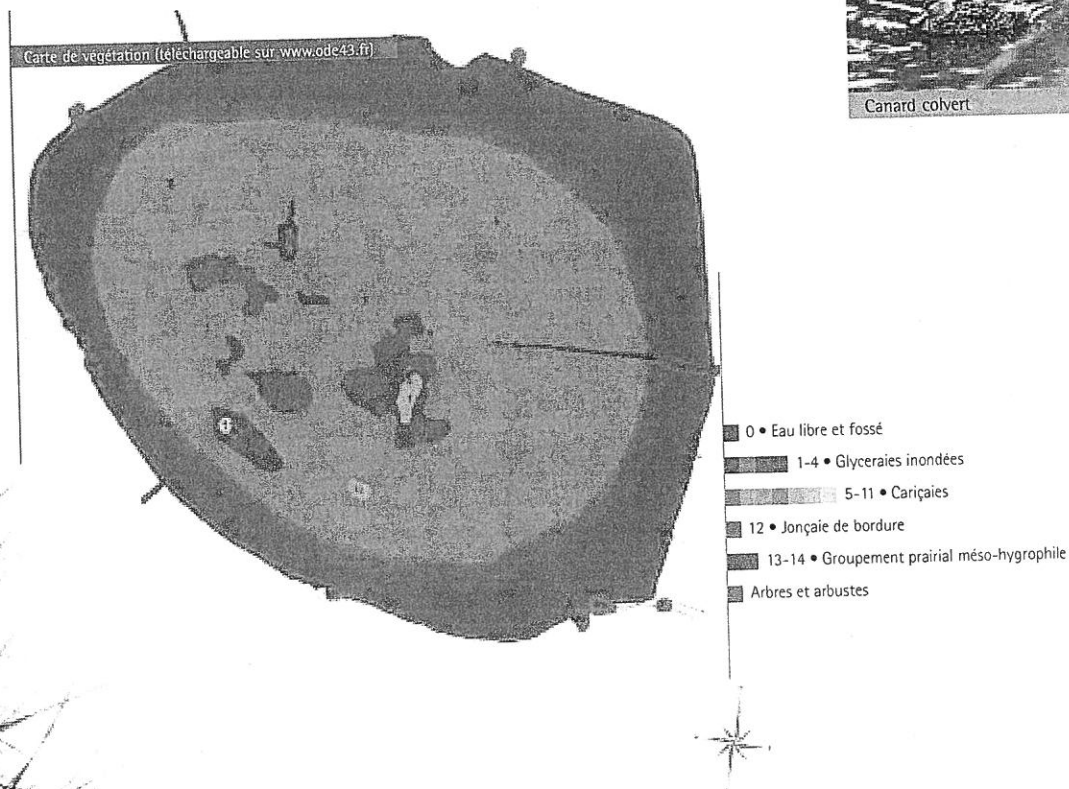 Carte de végétation (téléchargeable sur www.ode43.fr)
Canard colvert
0 • Eau libre et fossé
1-4 • Glyceraies inondées
5-11 • Cariçaies
12 • Jonçaie de bordure
13-14 • Groupement prairial méso-hygrophile
Arbres et arbustes